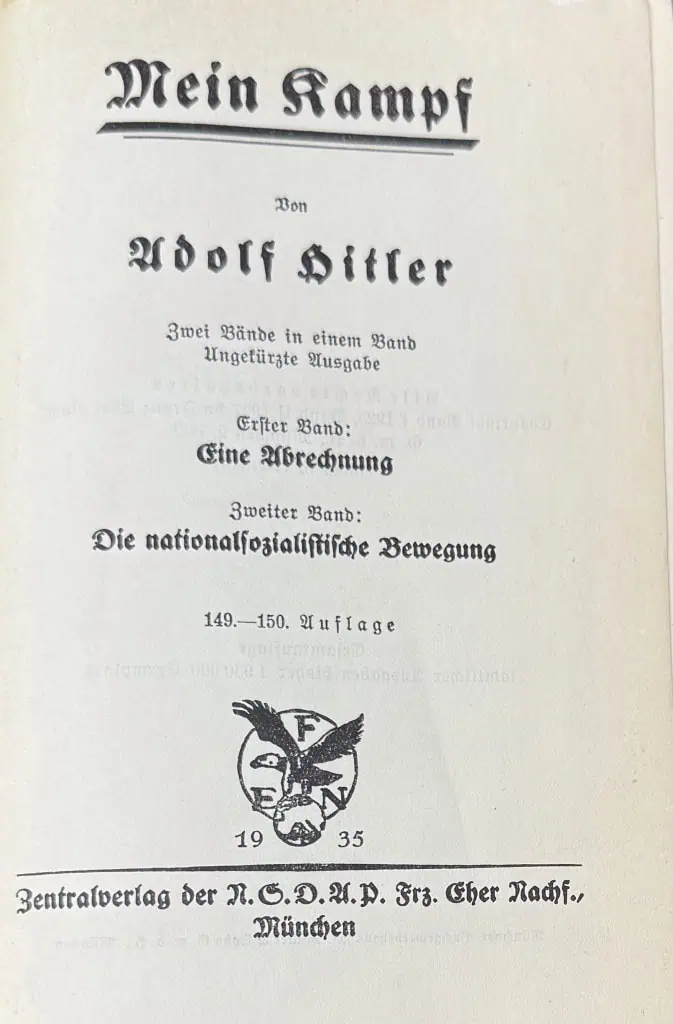 Mein Kampf
Von
Adolf Hitler
Zwei Bände in einem Band
Ungekürzte Ausgabe
Erster Band:
Eine Abrechnung
Zweiter Band:
Die nationalsozialistische Bewegung
149.—150. Auflage
F
E N
19 35
Zentralverlag der N.S.D.A.P. Frz. Eher Nachf.,
München